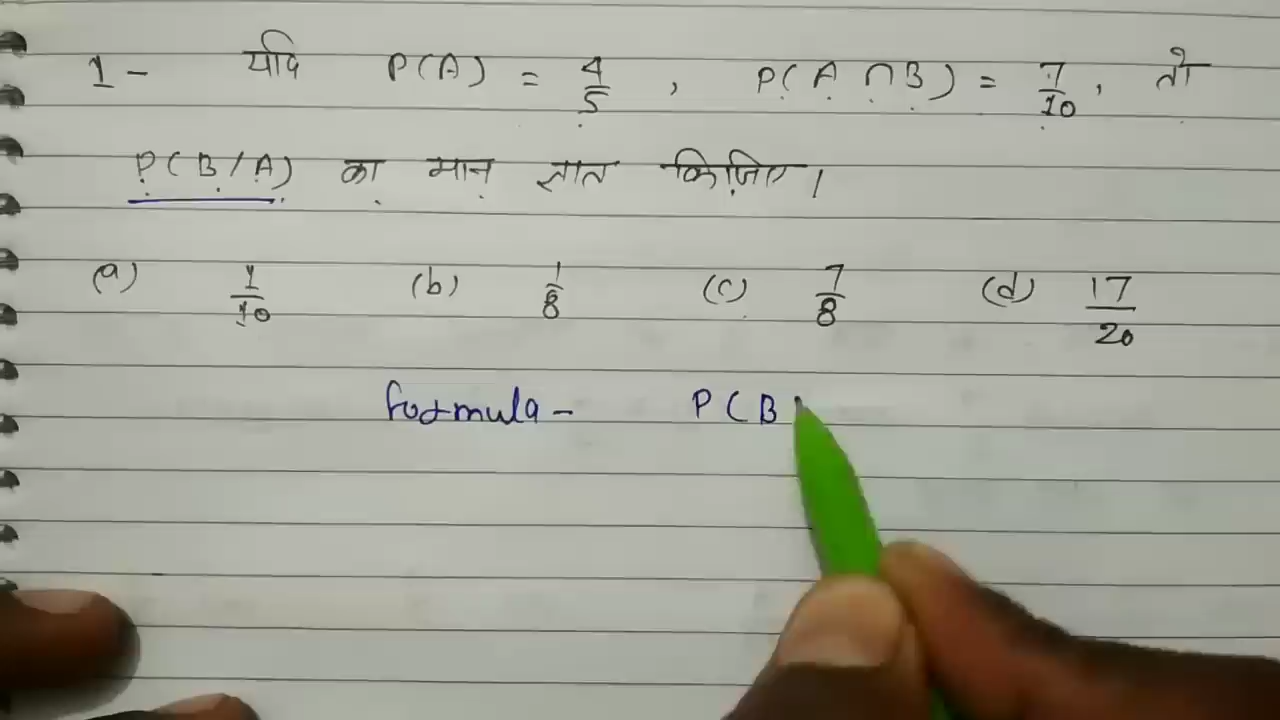 1- यदि P(A) = 4/5 , P(A ∩ B) = 7/10 , तो
P(B/A) का मान ज्ञात किजिए।
(a) 1/10 (b) 1/8 (c) 7/8 (d) 17/20
formula - P(B